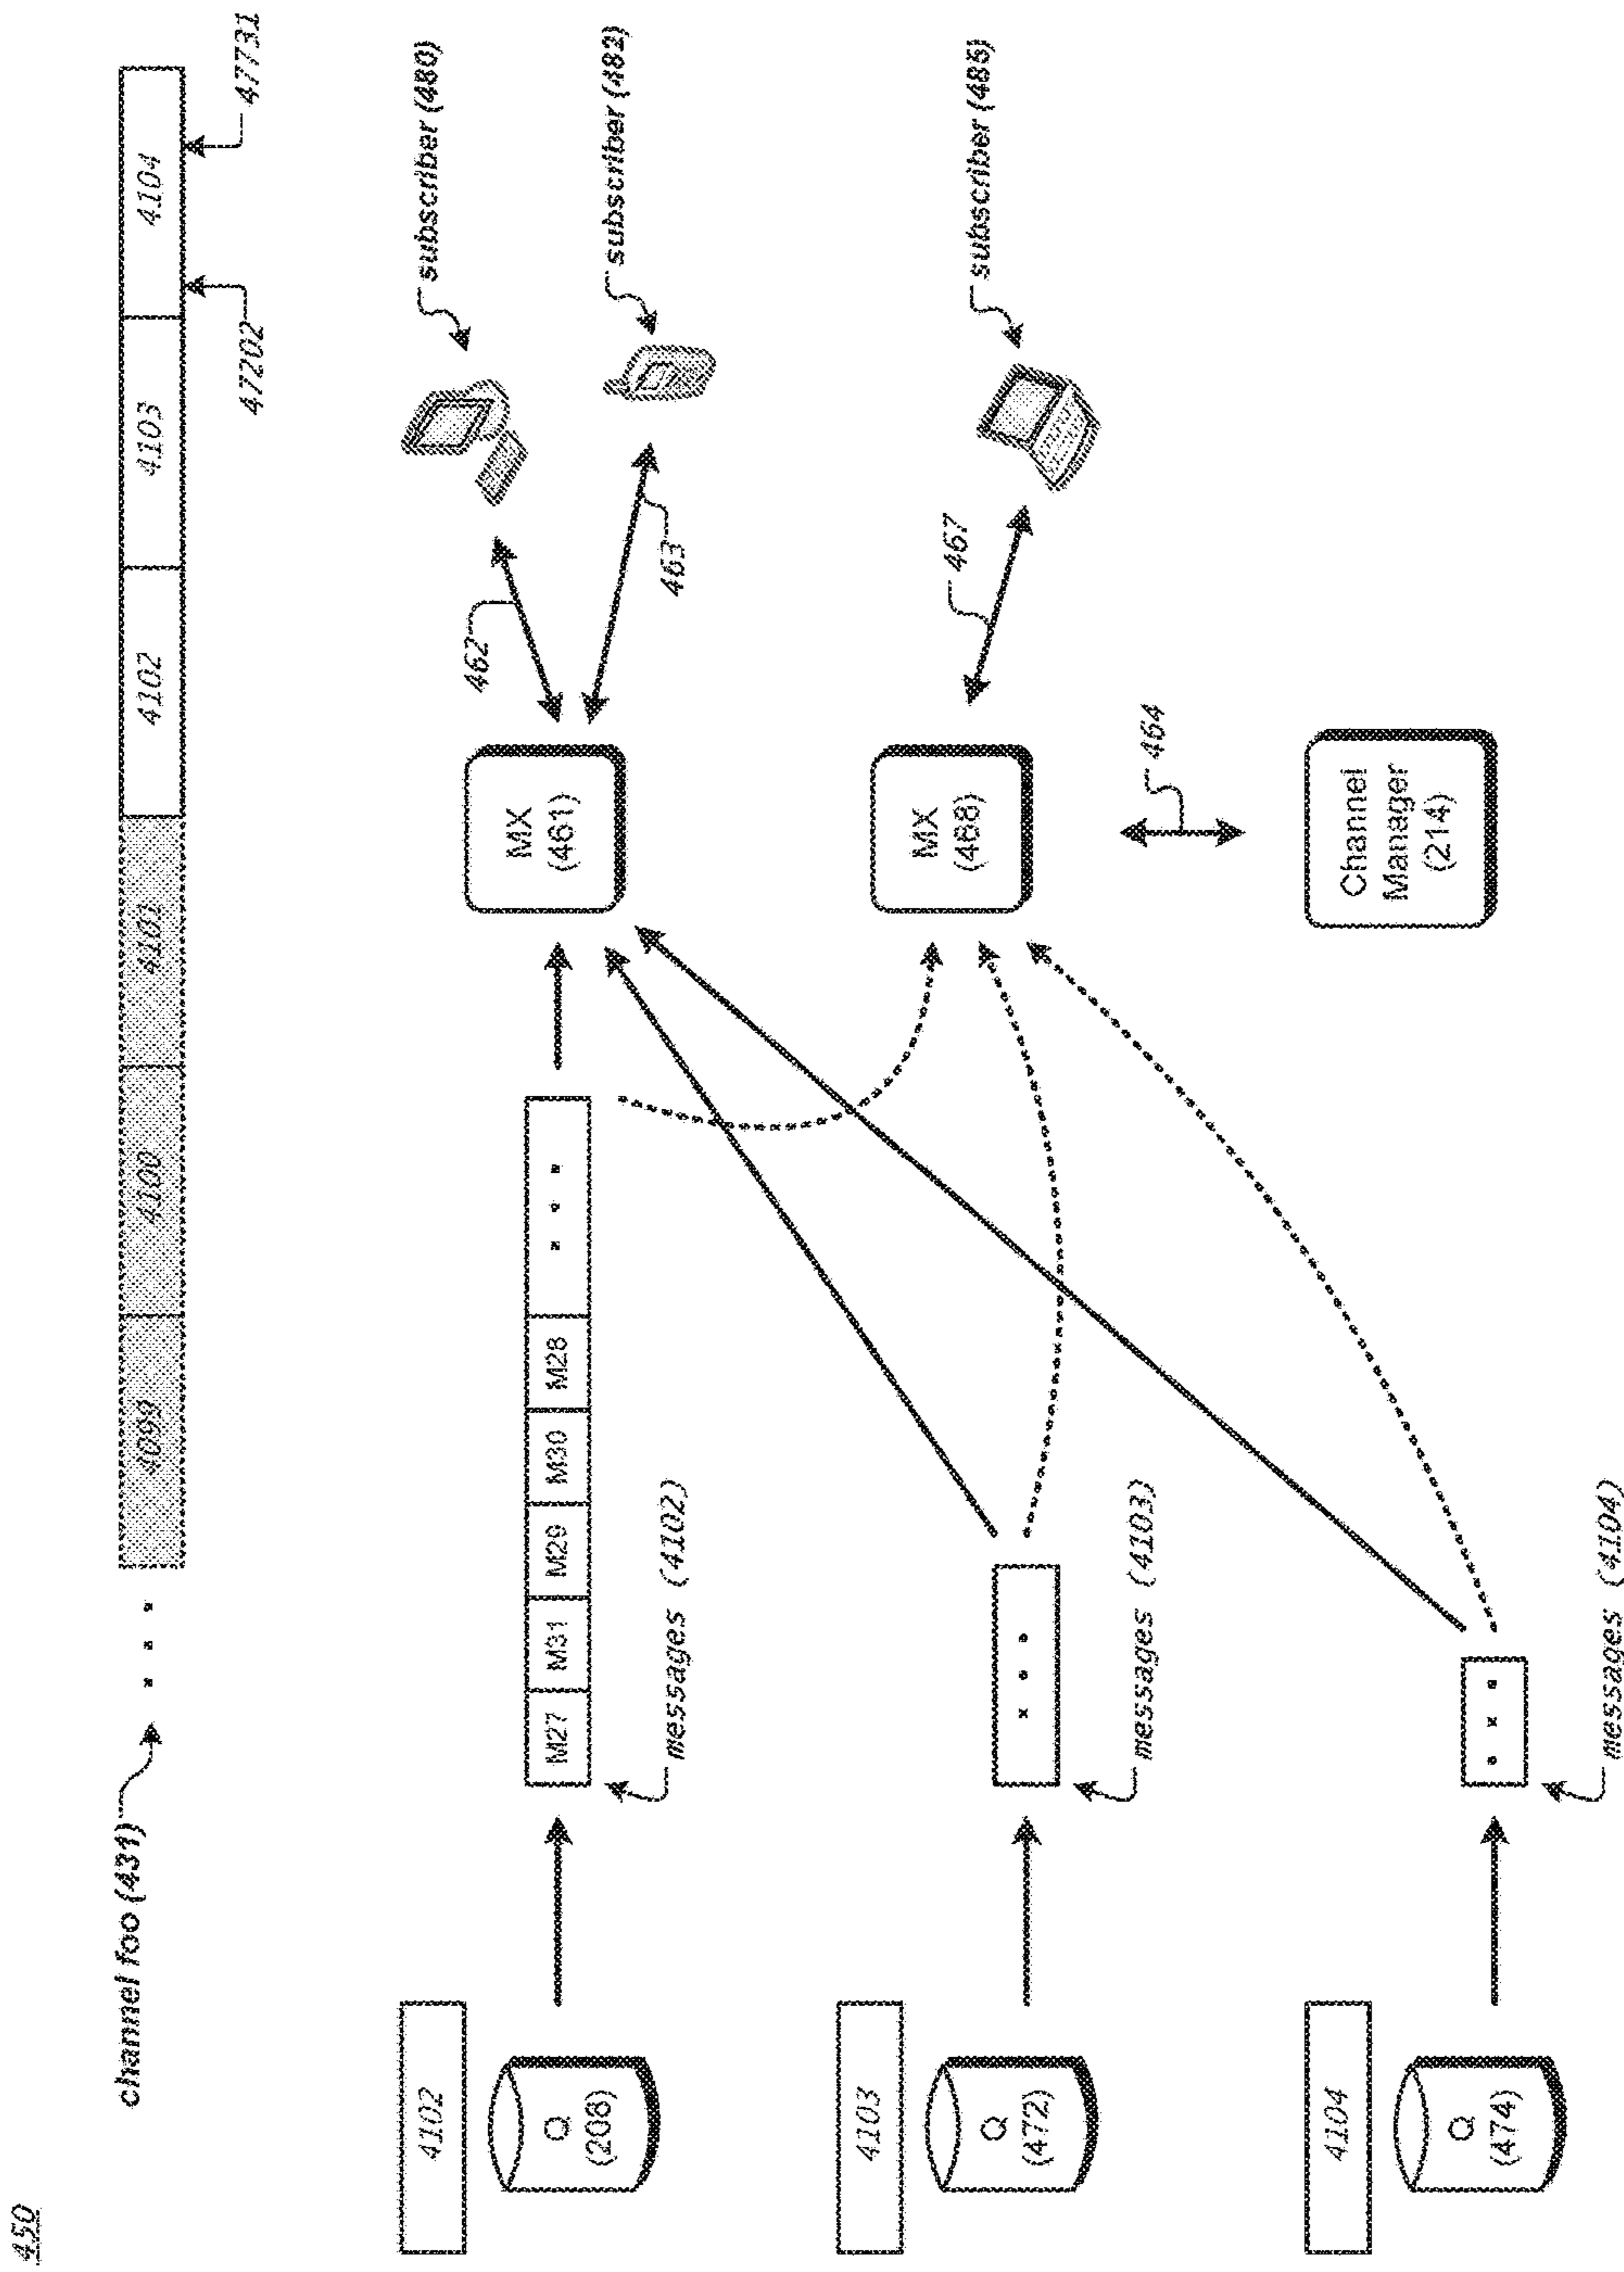 450
channel foo (431)
. . .
4099
4100
4101
4102
4103
4104
47202
47731
4102
Q
(208)
M27
M31
M29
M30
M28
. . .
messages (4102)
MX
(461)
462
463
subscriber (480)
subscriber (482)
4103
Q
(472)
. . .
messages (4103)
MX
(468)
467
subscriber (485)
464
4104
Q
(474)
. . .
messages (4104)
Channel
Manager
(214)